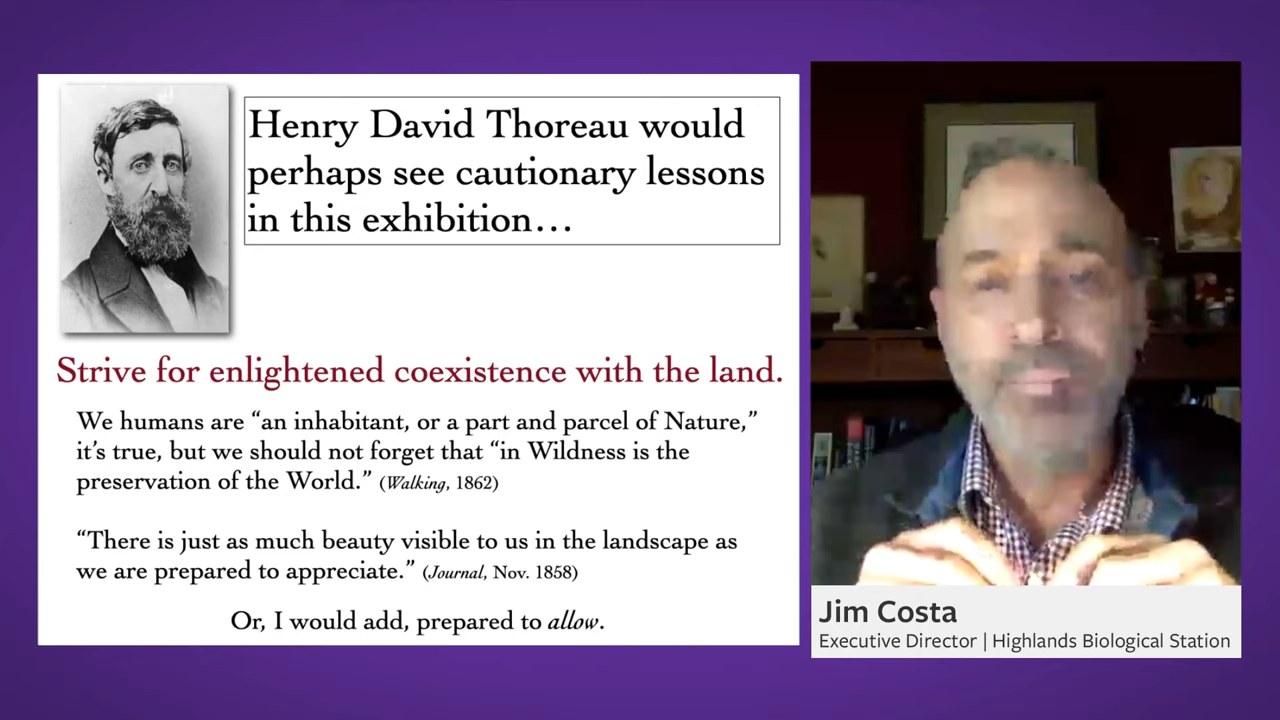 Henry David Thoreau would
perhaps see cautionary lessons
in this exhibition…
Strive for enlightened coexistence with the land.
We humans are “an inhabitant, or a part and parcel of Nature,”
it’s true, but we should not forget that “in Wildness is the
preservation of the World.” (Walking, 1862)
“There is just as much beauty visible to us in the landscape as
we are prepared to appreciate.” (Journal, Nov. 1858)
Or, I would add, prepared to allow.
Jim Costa
Executive Director | Highlands Biological Station